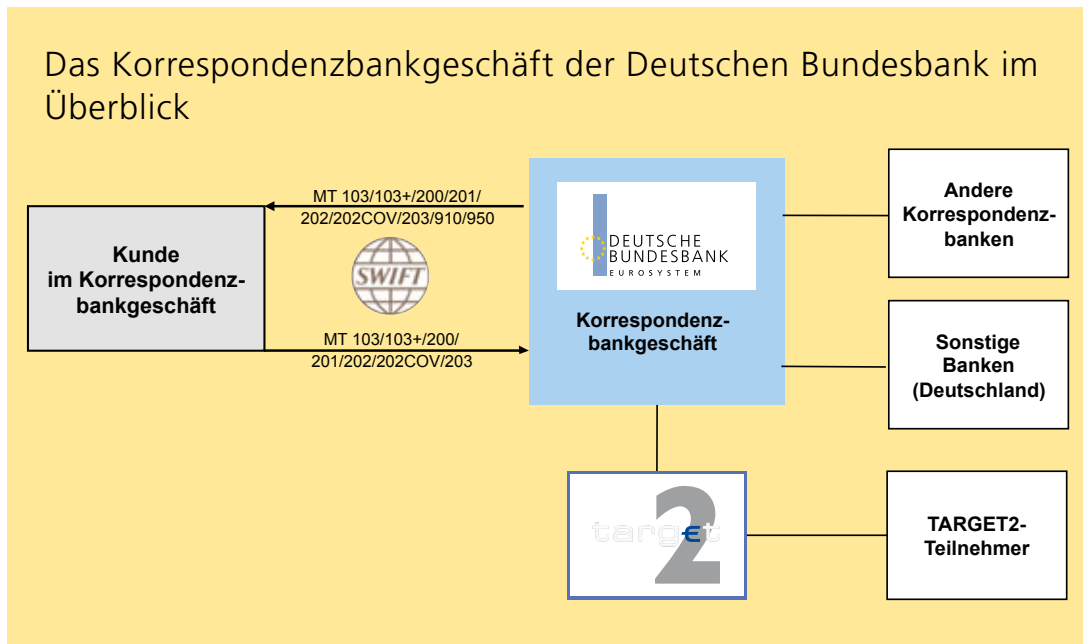 Das Korrespondenzbankgeschäft der Deutschen Bundesbank im
Überblick
MT 103/103+/200/201/
202/202COV/203/910/950
Kunde
im Korrespondenz-
bankgeschäft
SWIFT
MT 103/103+/200/
201/202/202COV/203
DEUTSCHE
BUNDESBANK
EUROSYSTEM
Korrespondenz-
bankgeschäft
target
2
Andere
Korrespondenz-
banken
Sonstige
Banken
(Deutschland)
TARGET2-
Teilnehmer